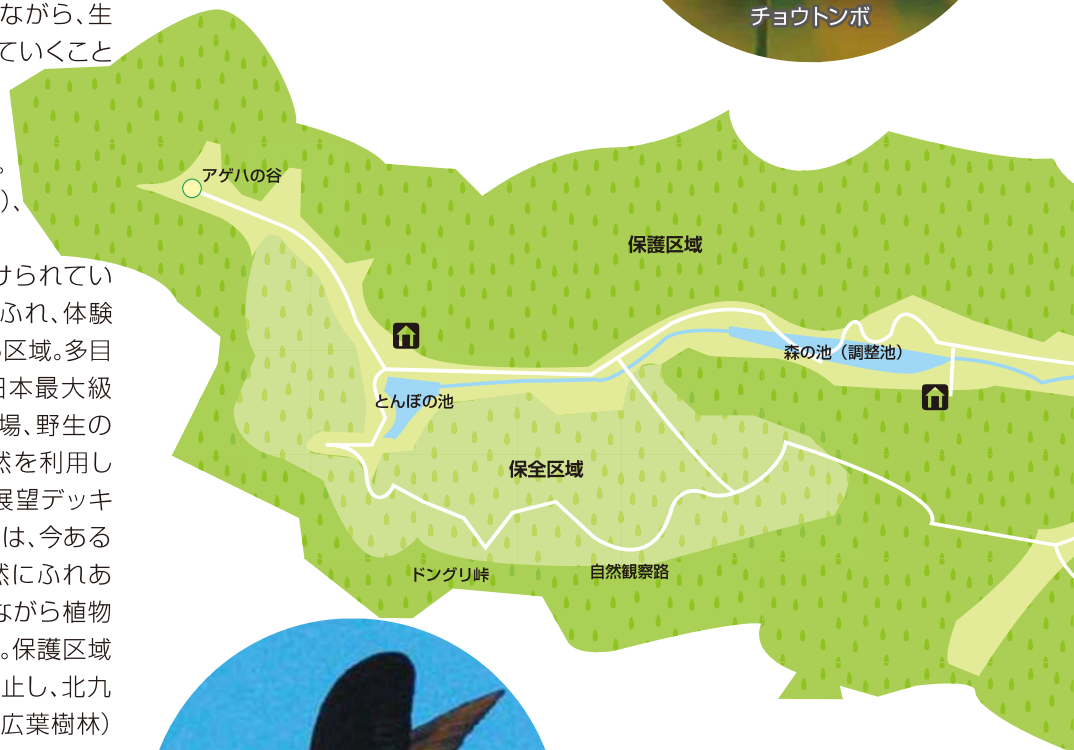 ながら、生
ていくこと
。
)、
けられてい
ふれ、体験
区域。多目
日本最大級
場、野生の
然を利用し
展望デッキ
は、今ある
然にふれあ
ながら植物
。保護区域
止し、北九
広葉樹林)
チョウトンボ
アゲハの谷
保護区域
森の池（調整池）
とんぼの池
保全区域
ドングリ峠
自然観察路